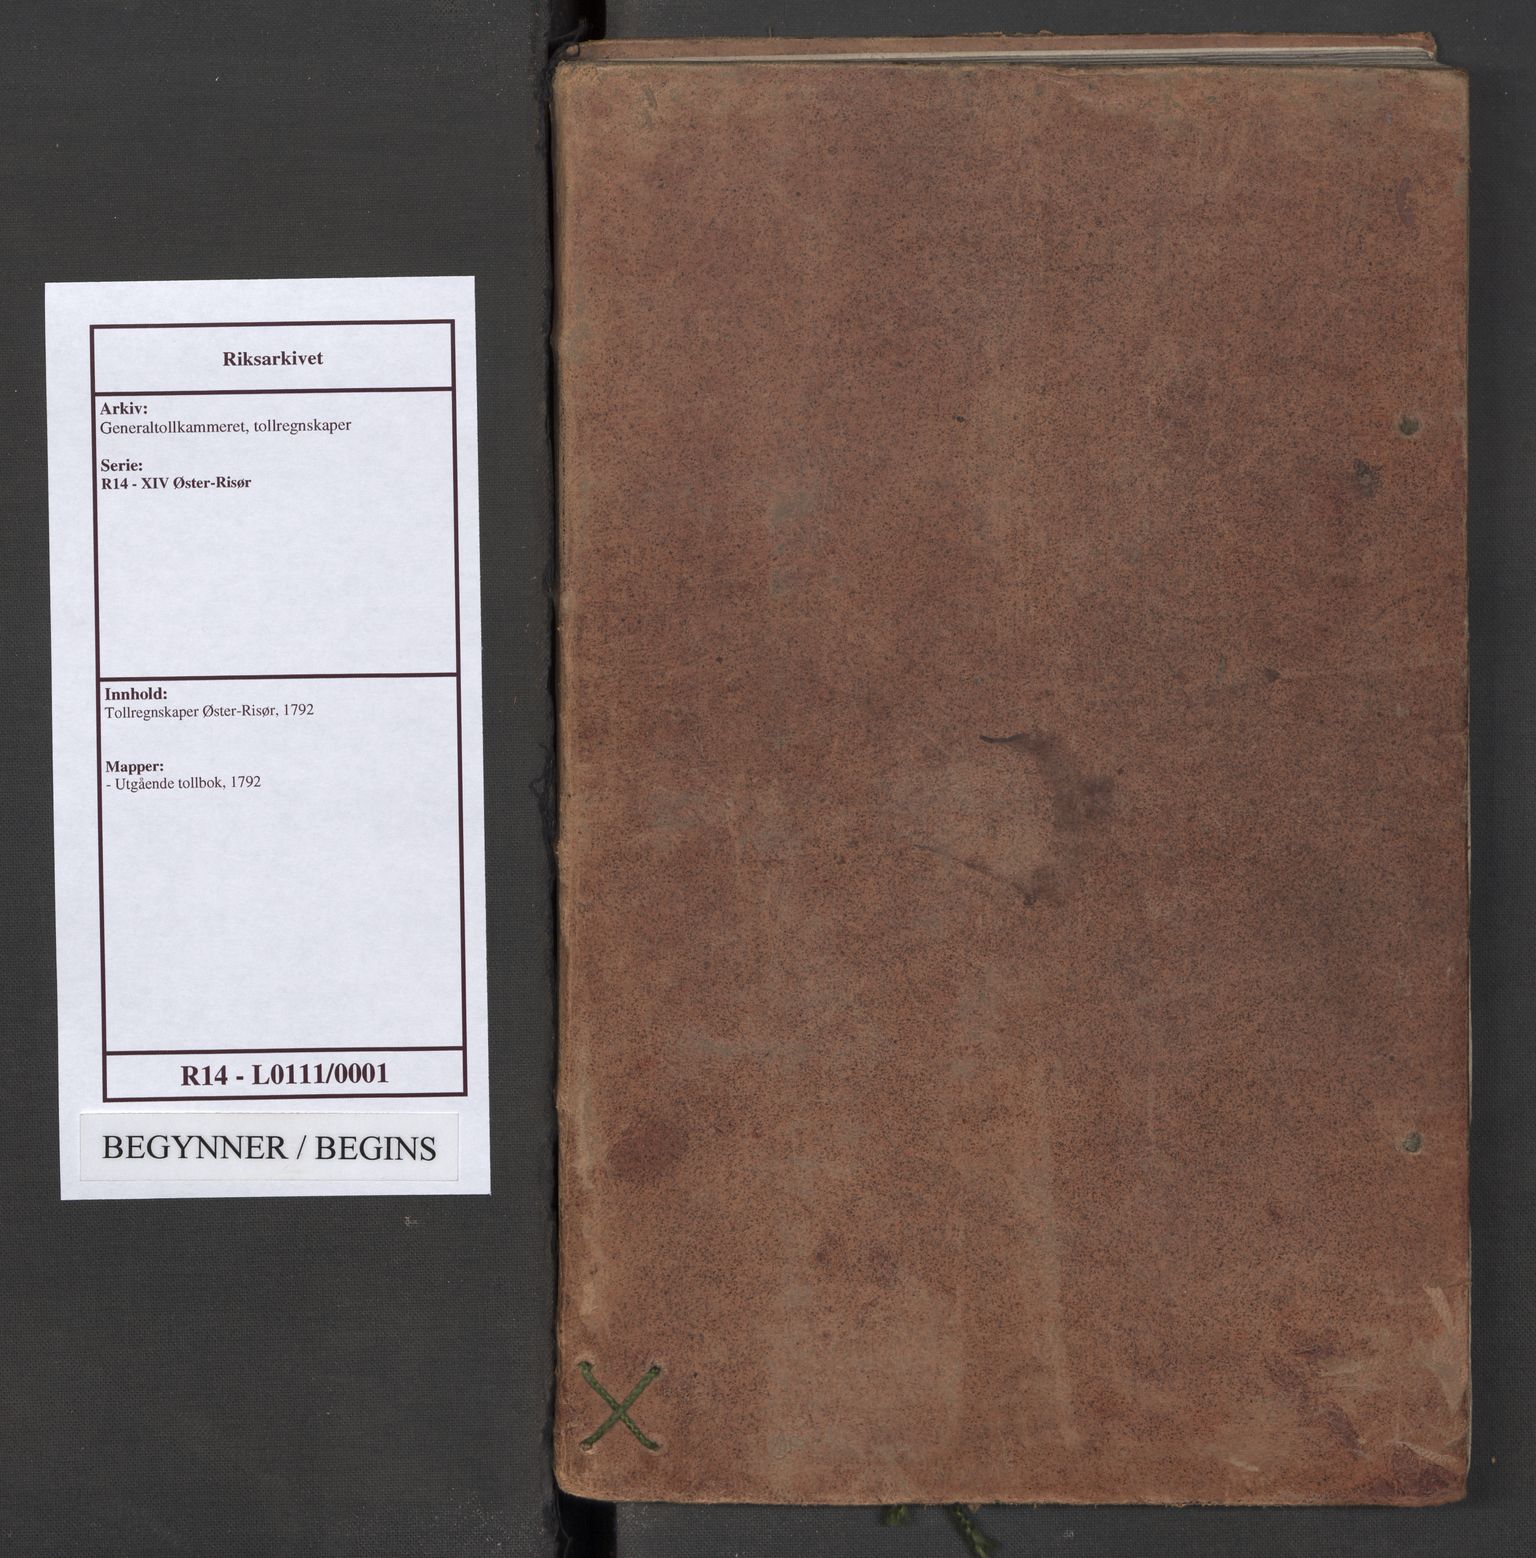 Riksarkivet
Arkiv:
Generaltollkammeret, tollregnskaper
Serie:
R14 - XIV Øster-Risør
Innhold:
Tollregnskaper Øster-Risør, 1792
Mapper:
- Utgående tollbok, 1792
R14 - L0111/0001
BEGYNNER / BEGINS